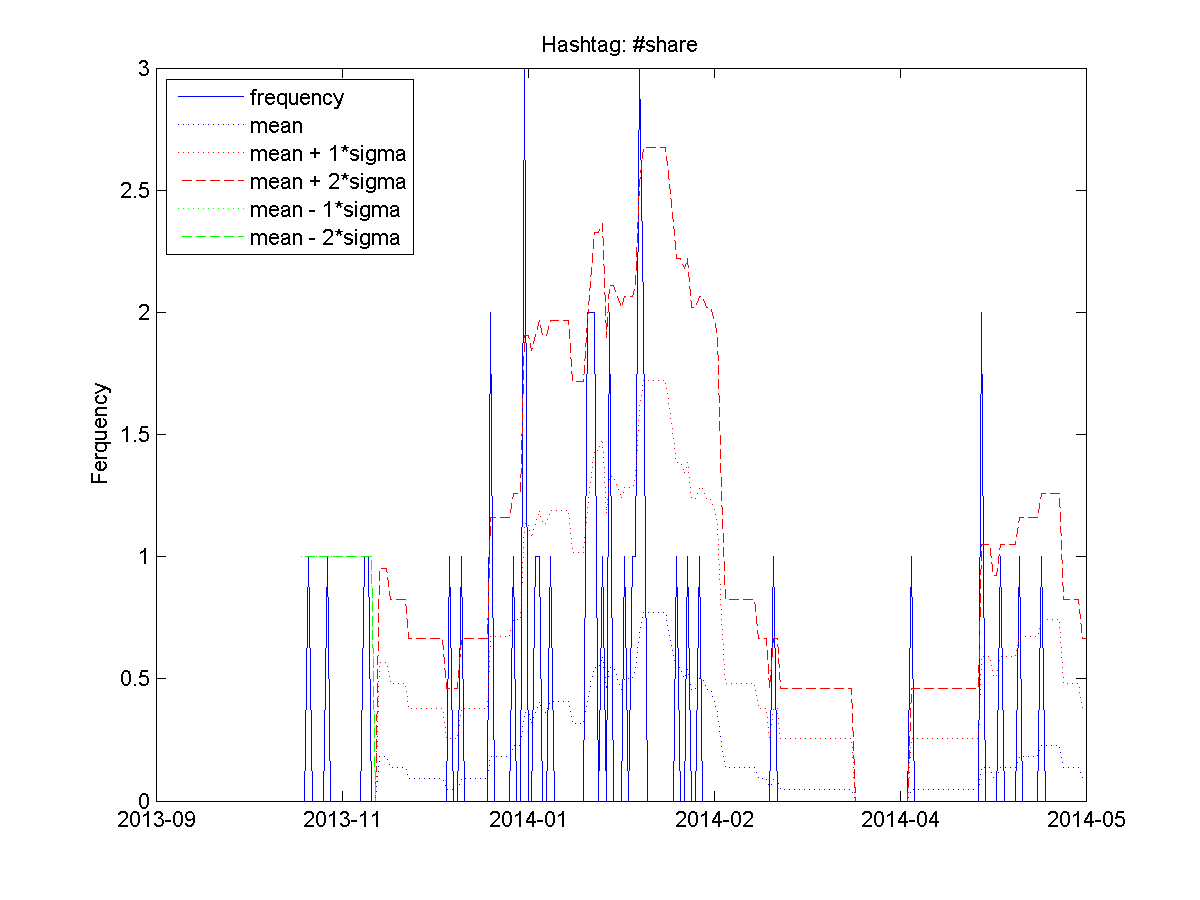 Hashtag: #share
3
frequency
mean
mean + 1*sigma
mean + 2*sigma
mean - 1*sigma
mean - 2*sigma
2.5
2
1.5
Ferquency
1
0.5
0
2013-09 2013-11 2014-01 2014-02 2014-04 2014-05